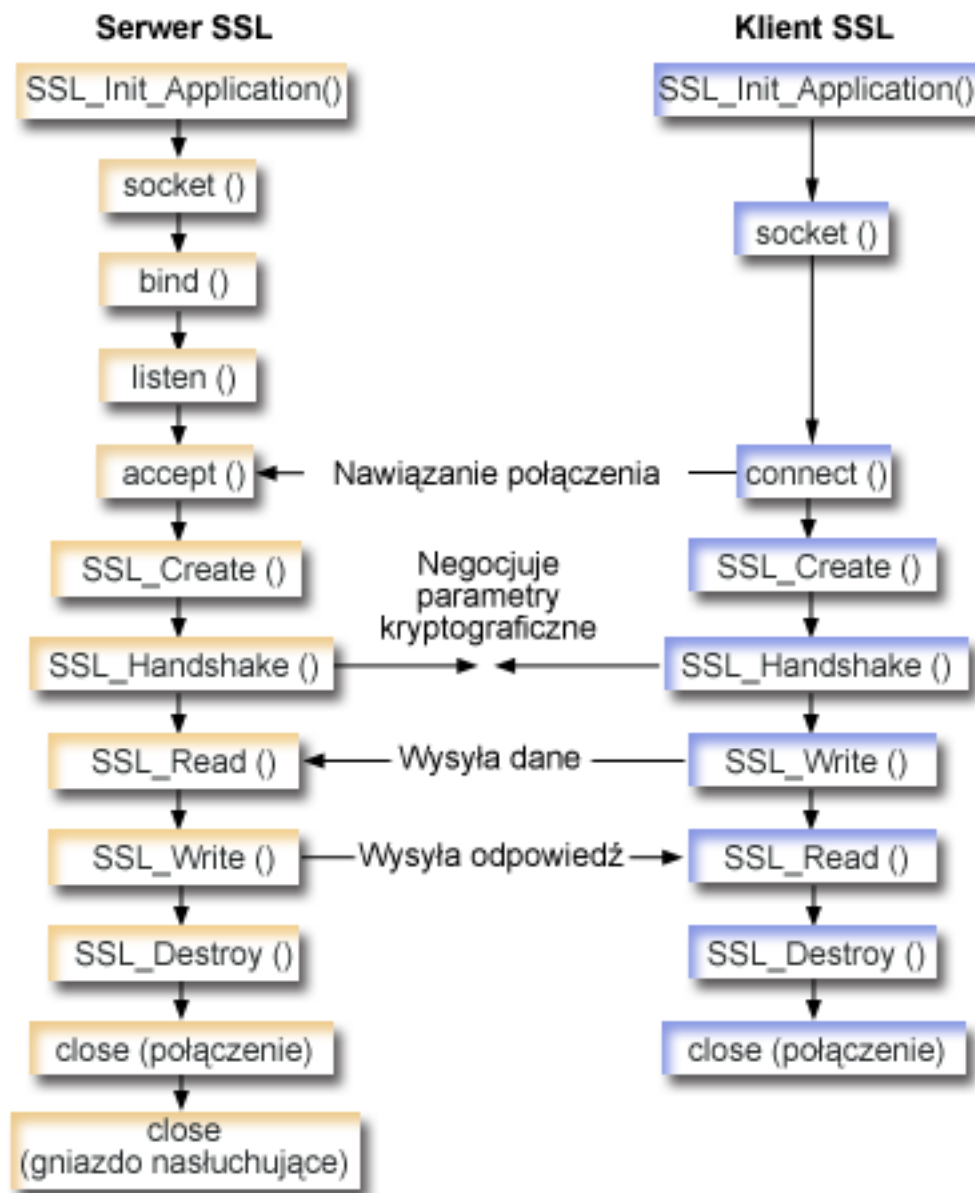 Serwer SSL
Klient SSL
SSL_Init_Application()
SSL_Init_Application()
socket ()
socket ()
bind ()
listen ()
accept ()
Nawiązanie połączenia
connect ()
SSL_Create ()
Negocjuje
parametry
kryptograficzne
SSL_Create ()
SSL_Handshake ()
SSL_Handshake ()
SSL_Read ()
Wysyła dane
SSL_Write ()
SSL_Write ()
Wysyła odpowiedź
SSL_Read ()
SSL_Destroy ()
SSL_Destroy ()
close (połączenie)
close (połączenie)
close
(gniazdo nasłuchujące)